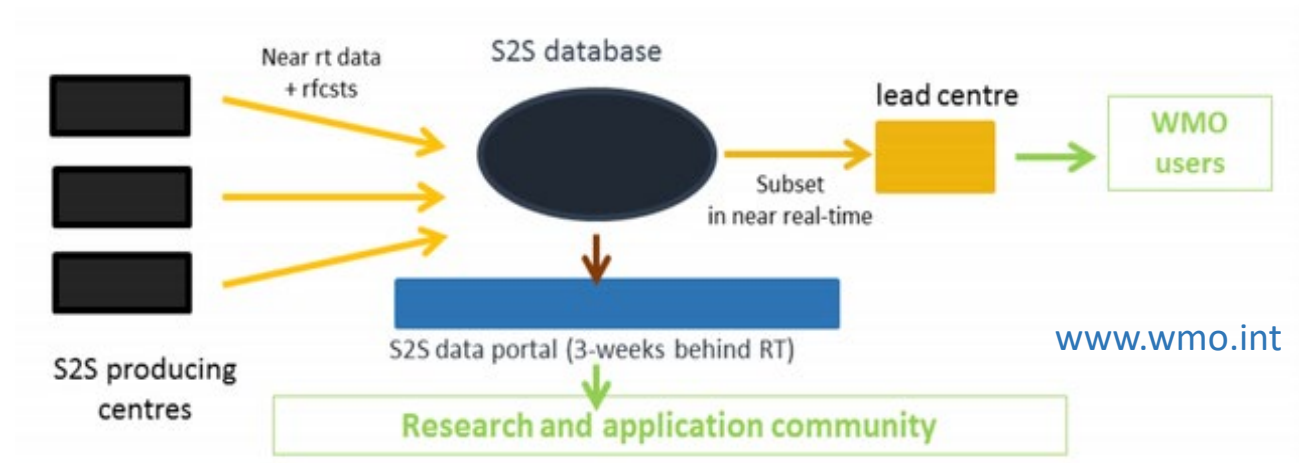 Near rt data
+ rfcsts
S2S database
lead centre
WMO
users
Subset
in near real-time
S2S data portal (3-weeks behind RT)
www.wmo.int
S2S producing
centres
Research and application community